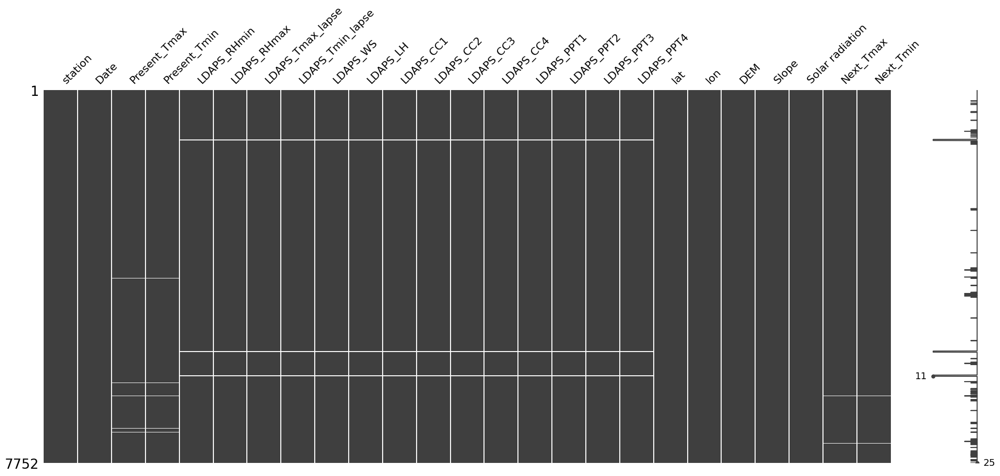 station
Date
Present_Tmax
Present_Tmin
LDAPS_RHmin
LDAPS_RHmax
LDAPS_Tmax_lapse
LDAPS_Tmin_lapse
LDAPS_WS
LDAPS_LH
LDAPS_CC1
LDAPS_CC2
LDAPS_CC3
LDAPS_CC4
LDAPS_PPT1
LDAPS_PPT2
LDAPS_PPT3
LDAPS_PPT4
lat
lon
DEM
Slope
Solar radiation
Next_Tmax
Next_Tmin
1
11
7752
25